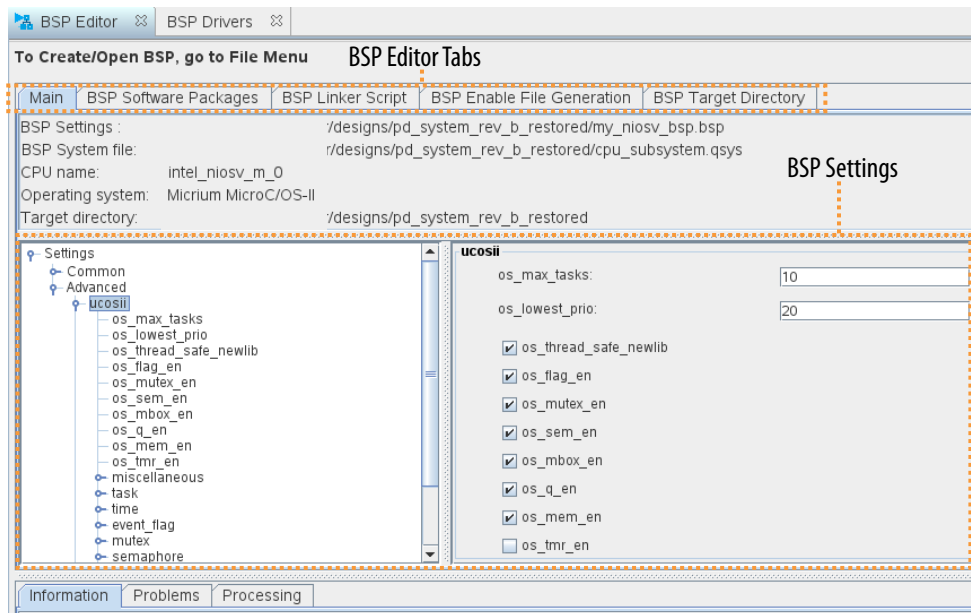 BSP Editor BSP Drivers
To Create/Open BSP, go to File Menu
BSP Editor Tabs
Main BSP Software Packages BSP Linker Script BSP Enable File Generation BSP Target Directory
BSP Settings : /designs/pd_system_rev_b_restored/my_niosv_bsp.bsp
BSP System file: r/designs/pd_system_rev_b_restored/cpu_subsystem.qsys
CPU name: intel_niosv_m_0
Operating system: Micrium MicroC/OS-II
Target directory: /designs/pd_system_rev_b_restored
BSP Settings
Settings
Common
Advanced
ucosii
os_max_tasks
os_lowest_prio
os_thread_safe_newlib
os_flag_en
os_mutex_en
os_sem_en
os_mbox_en
os_q_en
os_mem_en
os_tmr_en
miscellaneous
task
time
event_flag
mutex
semaphore
ucosii
os_max_tasks: 10
os_lowest_prio: 20
os_thread_safe_newlib
os_flag_en
os_mutex_en
os_sem_en
os_mbox_en
os_q_en
os_mem_en
os_tmr_en
Information Problems Processing